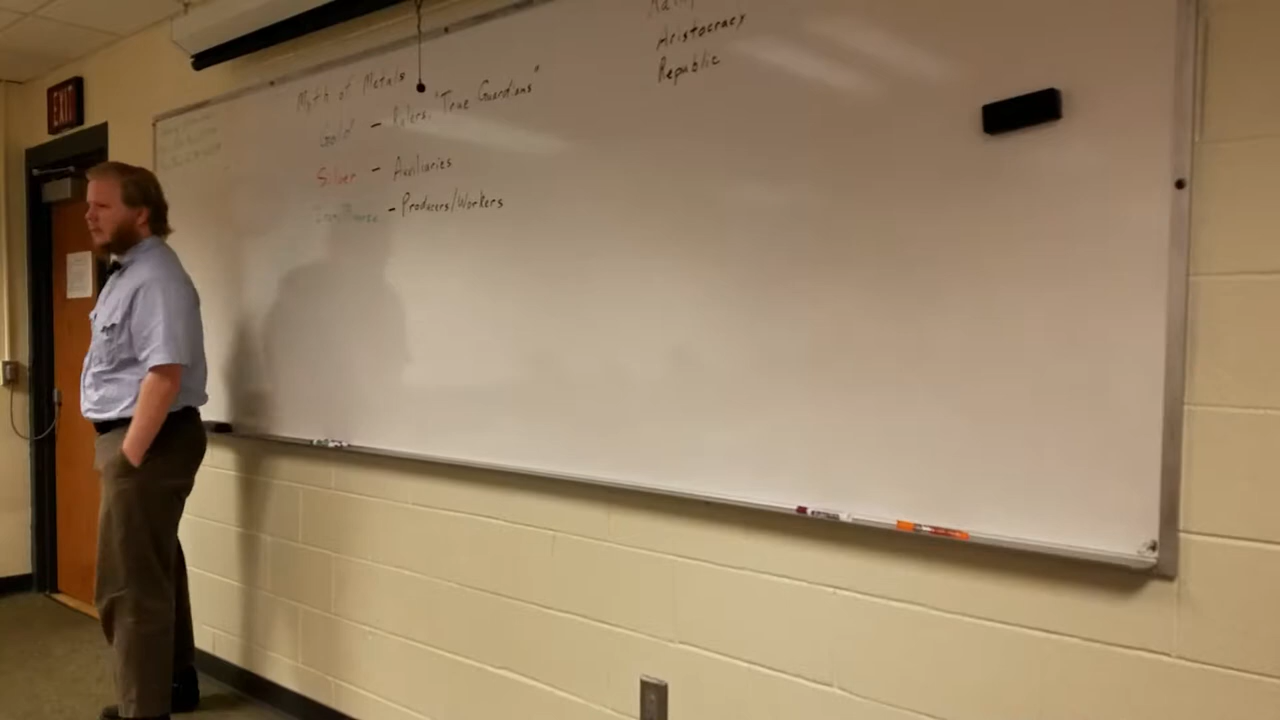 EXIT
Myth of Metals
Gold - Rulers, "True Guardians"
Silver - Auxiliaries
- Producers/Workers
Aristocracy
Republic